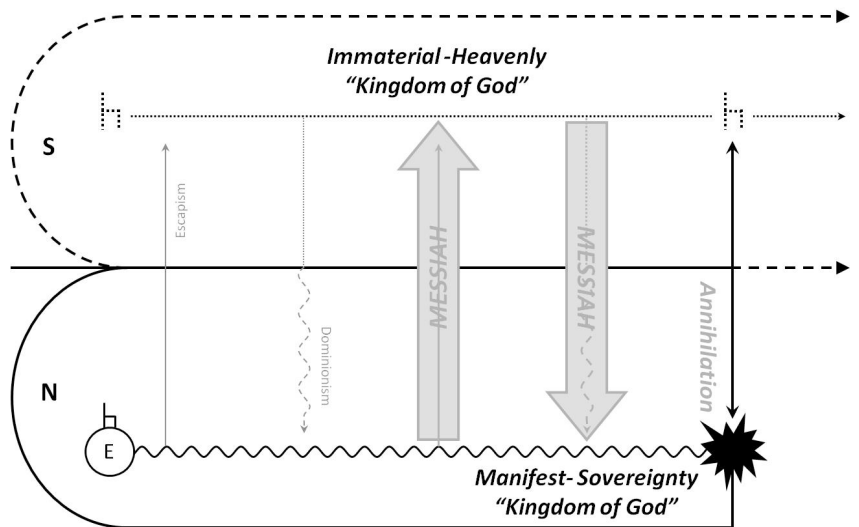 Immaterial-Heavenly
“Kingdom of God”
S
Escapism
MESSIAH
MESSIAH
Dominionism
Annihilation
N
E
Manifest-Sovereignty
“Kingdom of God”